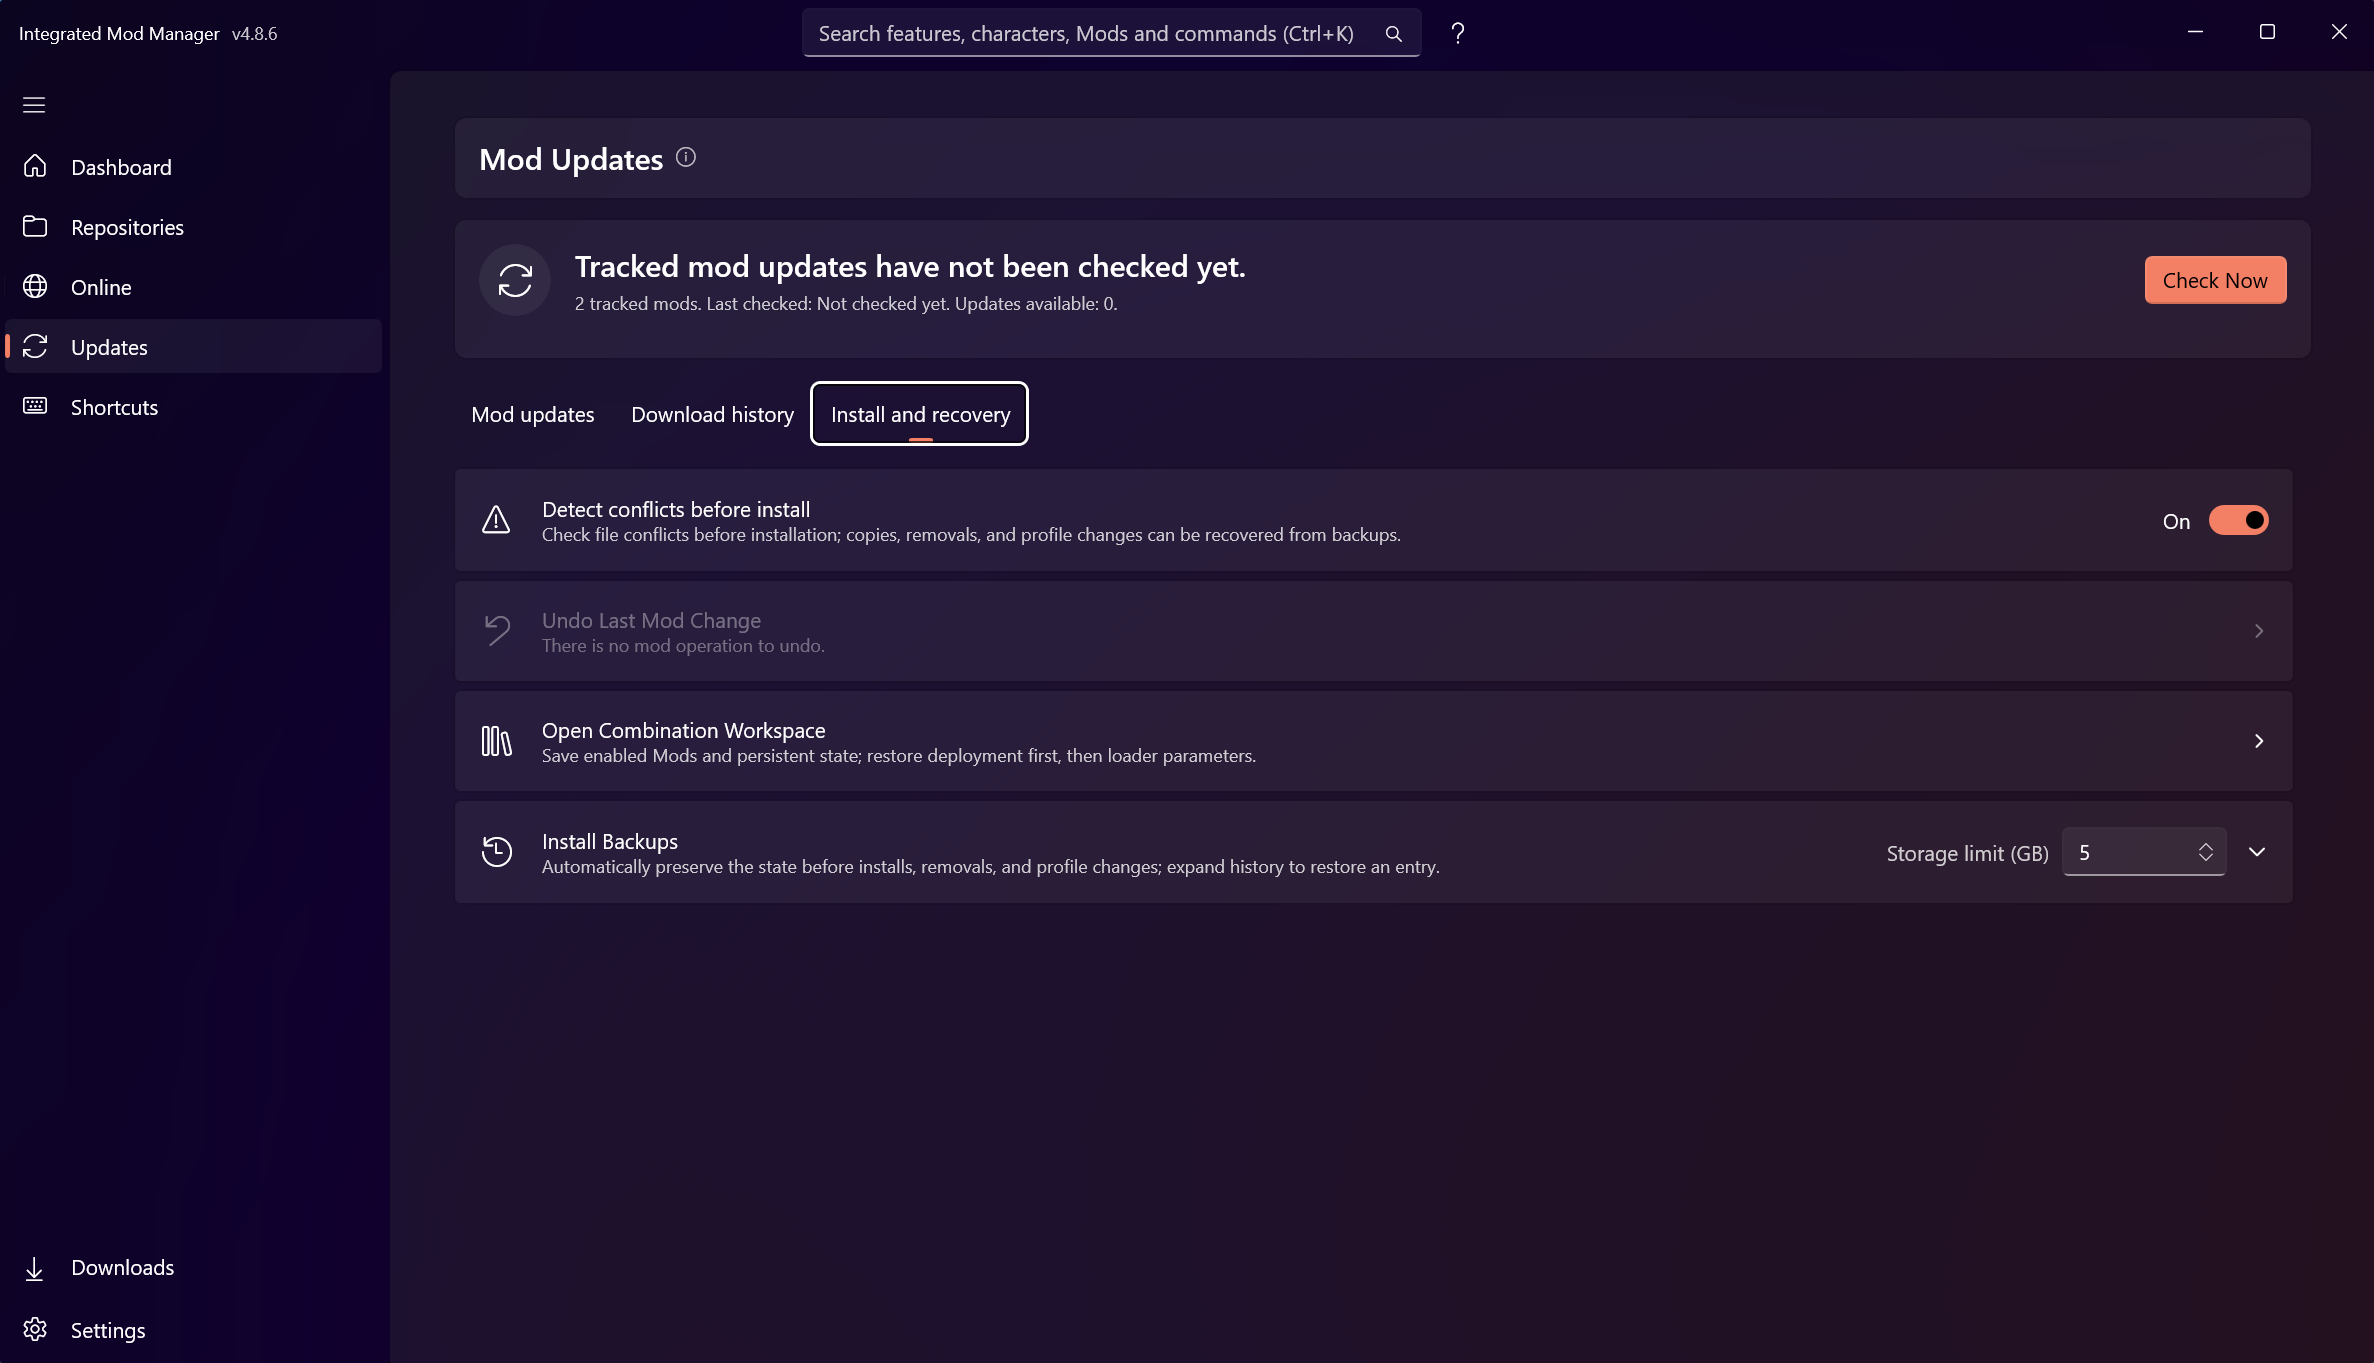 Integrated Mod Manager v4.8.6
Search features, characters, Mods and commands (Ctrl+K)
Dashboard
Repositories
Online
Updates
Shortcuts
Downloads
Settings
Mod Updates
Tracked mod updates have not been checked yet.
2 tracked mods. Last checked: Not checked yet. Updates available: 0.
Check Now
Mod updates
Download history
Install and recovery
Detect conflicts before install
Check file conflicts before installation; copies, removals, and profile changes can be recovered from backups.
On
Undo Last Mod Change
There is no mod operation to undo.
Open Combination Workspace
Save enabled Mods and persistent state; restore deployment first, then loader parameters.
Install Backups
Automatically preserve the state before installs, removals, and profile changes; expand history to restore an entry.
Storage limit (GB)
5